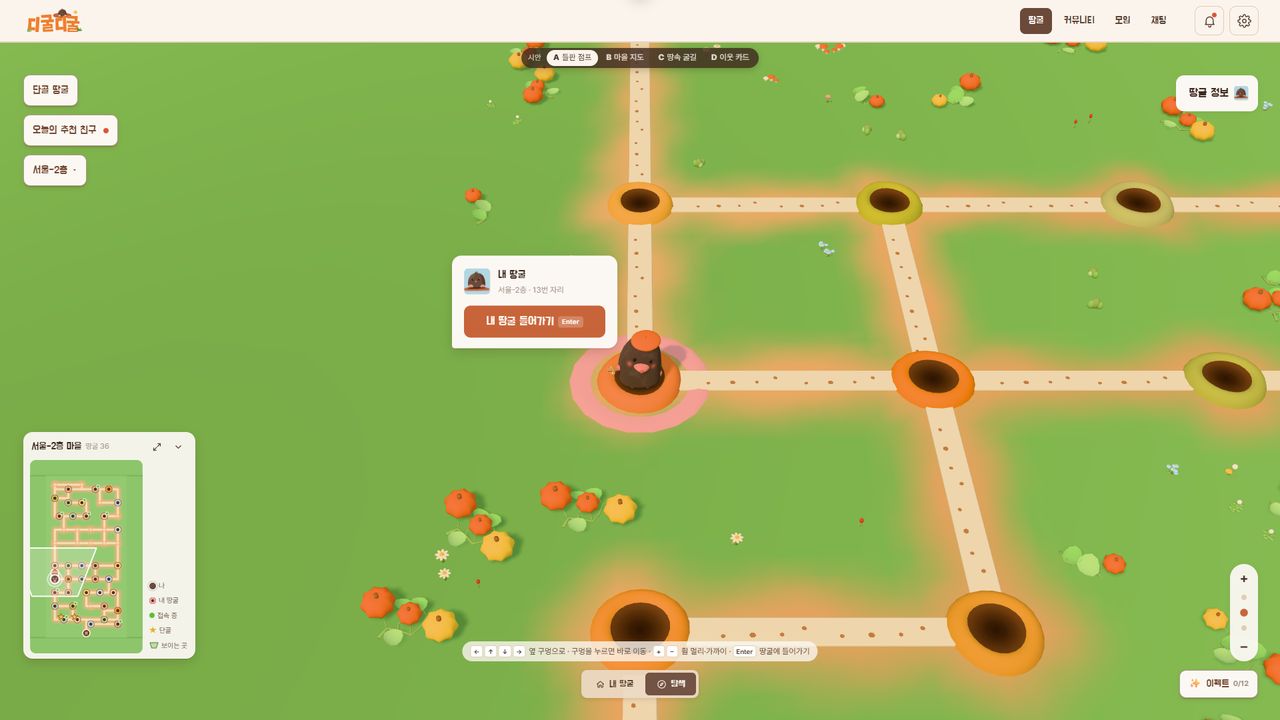 디굴디굴
땅굴
커뮤니티
모임
채팅
시안 A 들판 점프 B 마을 지도 C 땅속 굴길 D 이웃 카드
단골 땅굴
오늘의 추천 친구
서울-2층 ·
땅굴 정보
내 땅굴
서울-2층 · 13번 자리
내 땅굴 들어가기 Enter
서울-2층 마을 땅굴 36
나
내 땅굴
접속 중
단골
보이는 곳
← ↑ ↓ → 옆 구멍으로 · 구멍을 누르면 바로 이동 · + − 휠 멀리·가까이 · Enter 땅굴에 들어가기
내 땅굴
탐색
+
−
이펙트 0/12